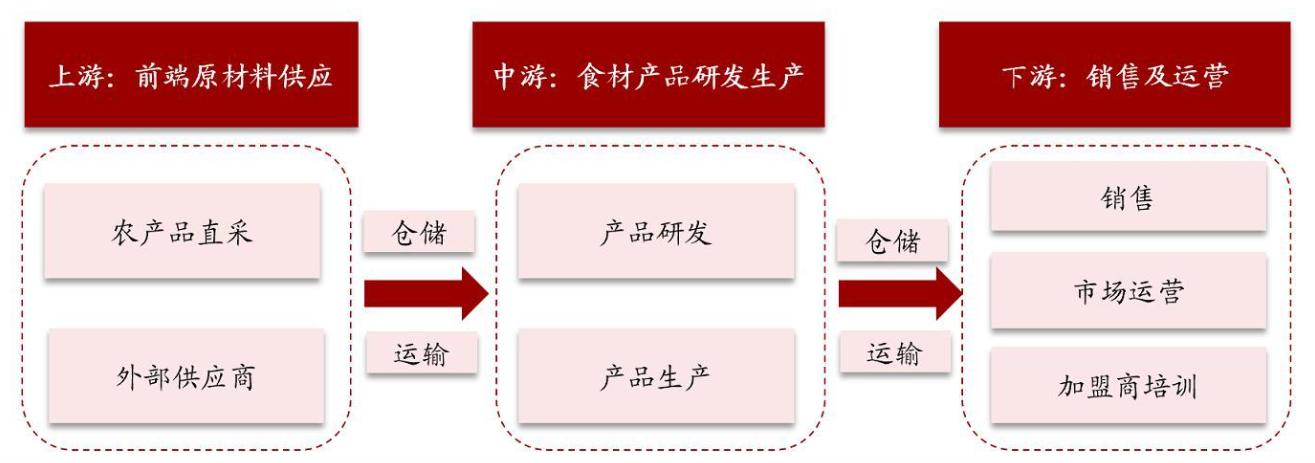 上游：前端原材料供应
中游：食材产品研发生产
下游：销售及运营
农产品直采
外部供应商
仓储
运输
产品研发
产品生产
仓储
运输
销售
市场运营
加盟商培训